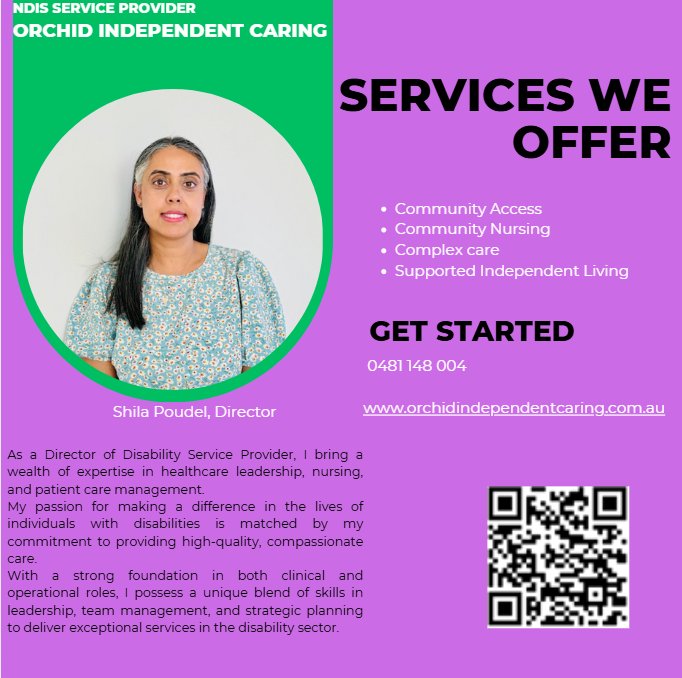 NDIS SERVICE PROVIDER
ORCHID INDEPENDENT CARING
SERVICES WE
OFFER
Community Access
Community Nursing
Complex care
Supported Independent Living
GET STARTED
0481 148 004
www.orchidindependentcaring.com.au
Shila Poudel, Director
As a Director of Disability Service Provider, I bring a
wealth of expertise in healthcare leadership, nursing,
and patient care management.
My passion for making a difference in the lives of
individuals with disabilities is matched by my
commitment to providing high-quality, compassionate
care.
With a strong foundation in both clinical and
operational roles, I possess a unique blend of skills in
leadership, team management, and strategic planning
to deliver exceptional services in the disability sector.